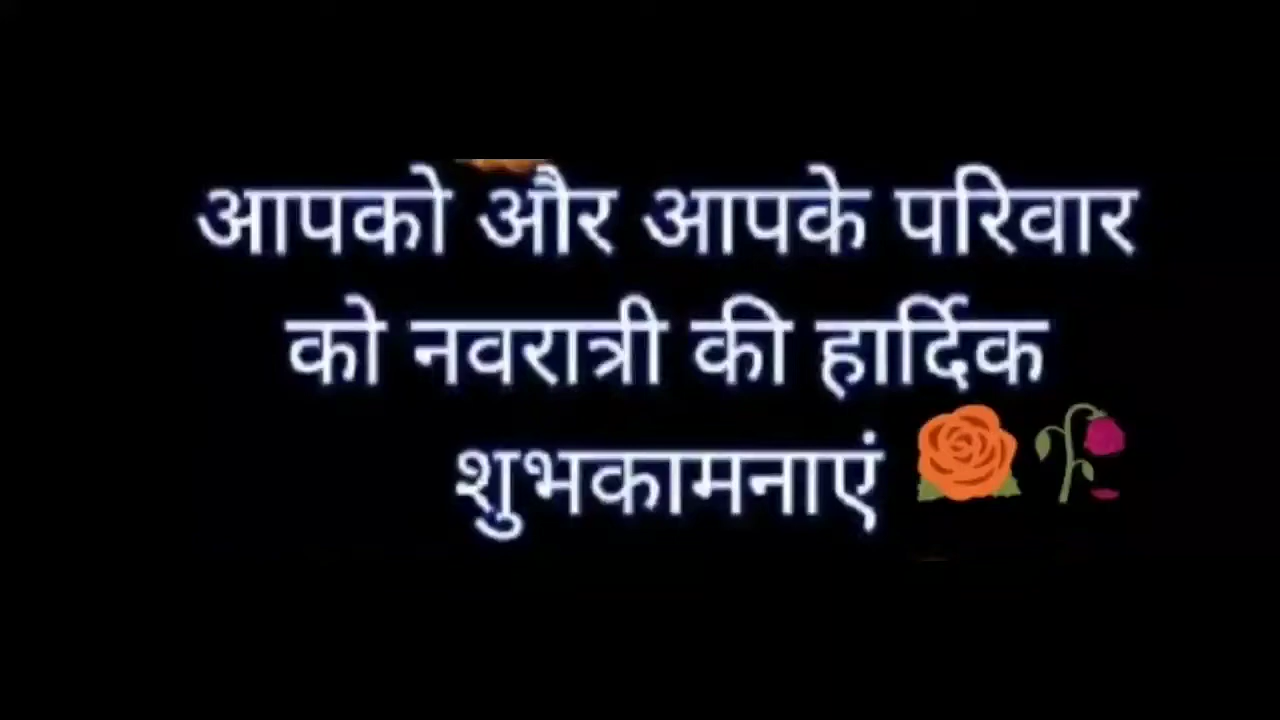 आपको और आपके परिवार
को नवरात्री की हार्दिक
शुभकामनाएं